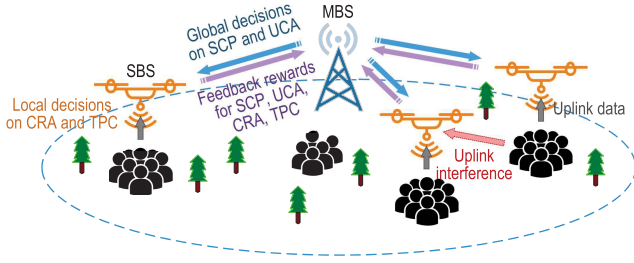 Global decisions
on SCP and UCA
MBS
SBS
Feedback rewards
for SCP, UCA,
CRA, TPC
Local decisions
on CRA and TPC
Uplink data
Uplink
interference